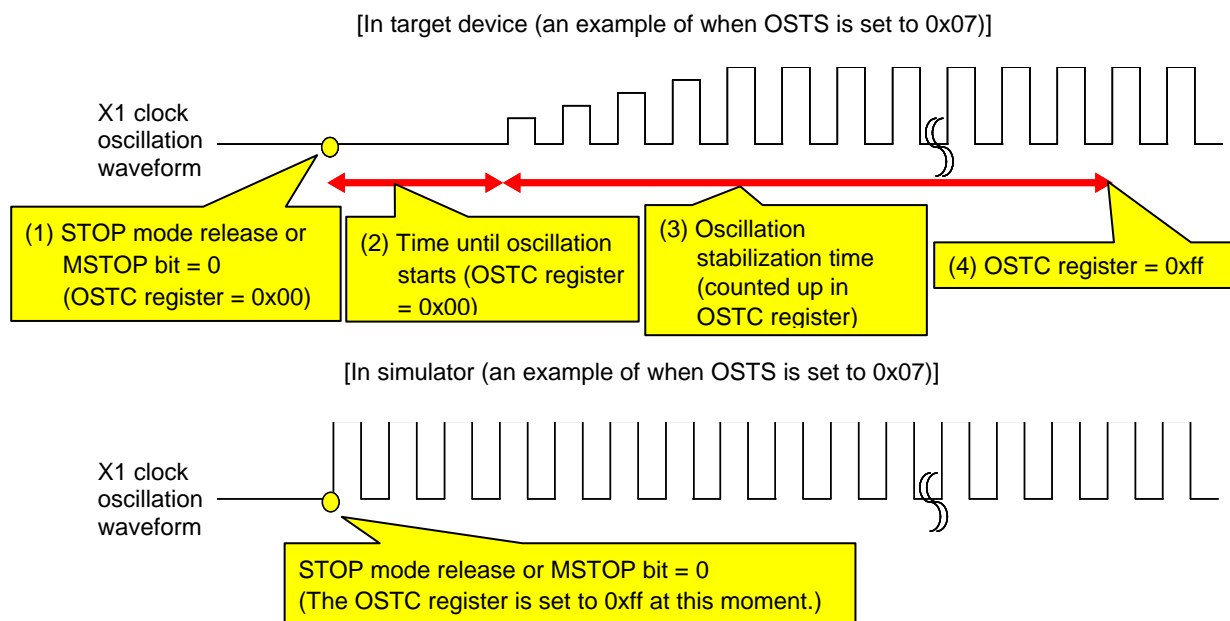 [In target device (an example of when OSTS is set to 0x07)]
X1 clock
oscillation
waveform
(1) STOP mode release or
MSTOP bit = 0
(OSTC register = 0x00)
(2) Time until oscillation
starts (OSTC register
= 0x00)
(3) Oscillation
stabilization time
(counted up in
OSTC register)
(4) OSTC register = 0xff
[In simulator (an example of when OSTS is set to 0x07)]
X1 clock
oscillation
waveform
STOP mode release or MSTOP bit = 0
(The OSTC register is set to 0xff at this moment.)